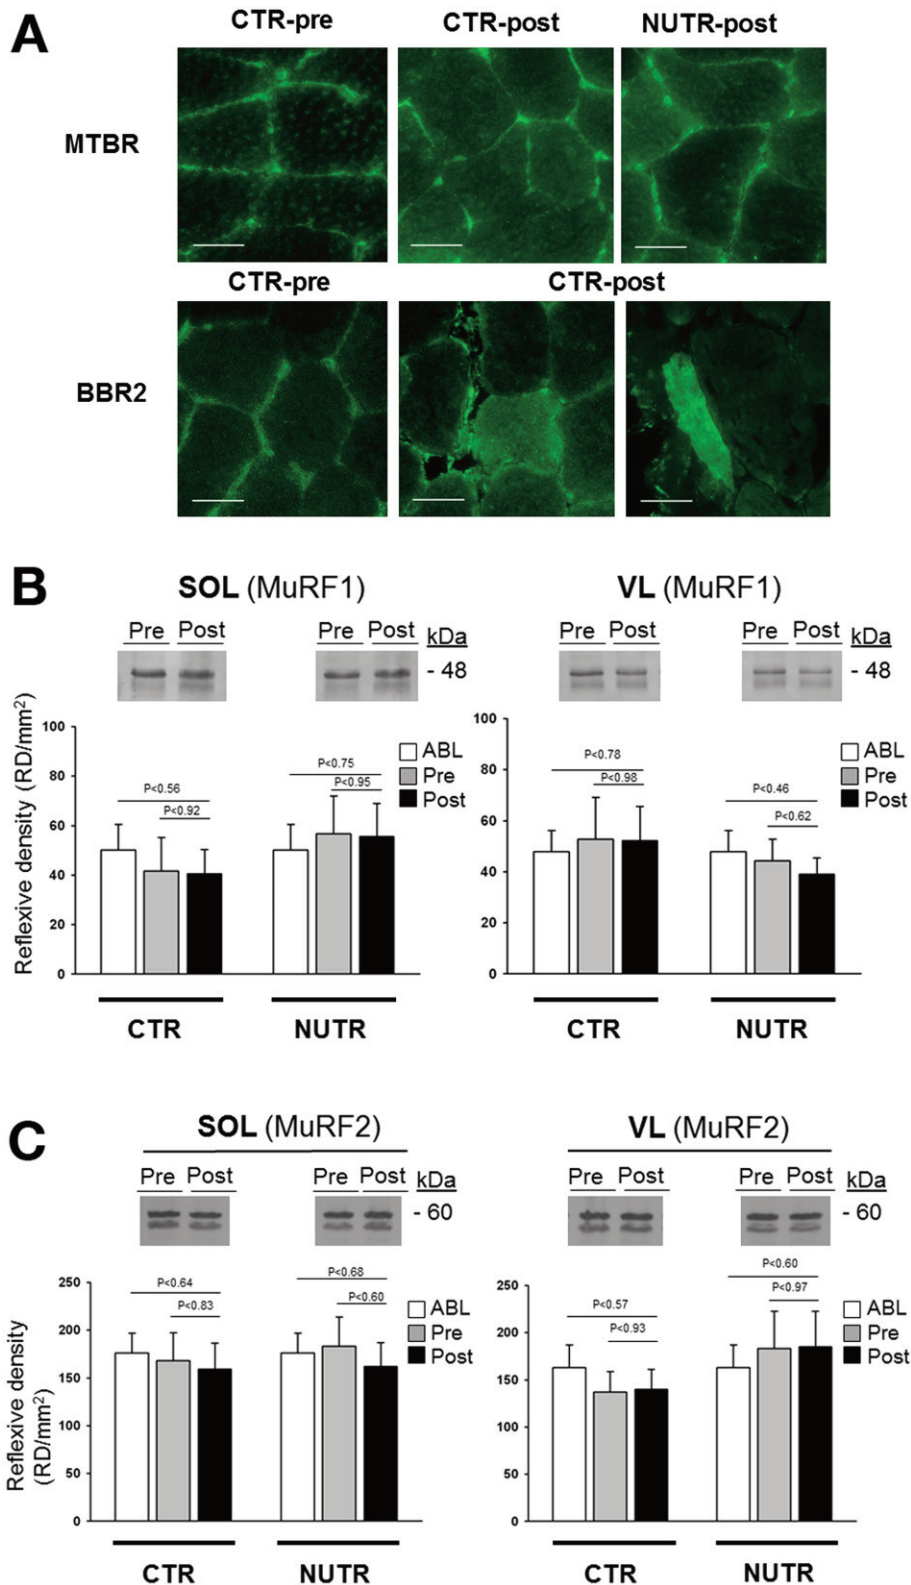 A
CTR-pre CTR-post NUTR-post
MTBR
CTR-pre CTR-post
BBR2
B
SOL (MuRF1) VL (MuRF1)
Pre Post Pre Post kDa Pre Post Pre Post kDa
- 48 - 48
Reflexive density (RD/mm²)
100
80
60
40
20
0
P<0.56
P<0.92
P<0.75
P<0.95
ABL
Pre
Post
CTR NUTR
100
80
60
40
20
0
P<0.78
P<0.98
P<0.46
P<0.62
ABL
Pre
Post
CTR NUTR
C
SOL (MuRF2) VL (MuRF2)
Pre Post Pre Post kDa Pre Post Pre Post kDa
- 60 - 60
Reflexive density
(RD/mm²)
250
200
150
100
50
0
P<0.64
P<0.83
P<0.68
P<0.60
ABL
Pre
Post
CTR NUTR
250
200
150
100
50
0
P<0.57
P<0.93
P<0.60
P<0.97
ABL
Pre
Post
CTR NUTR